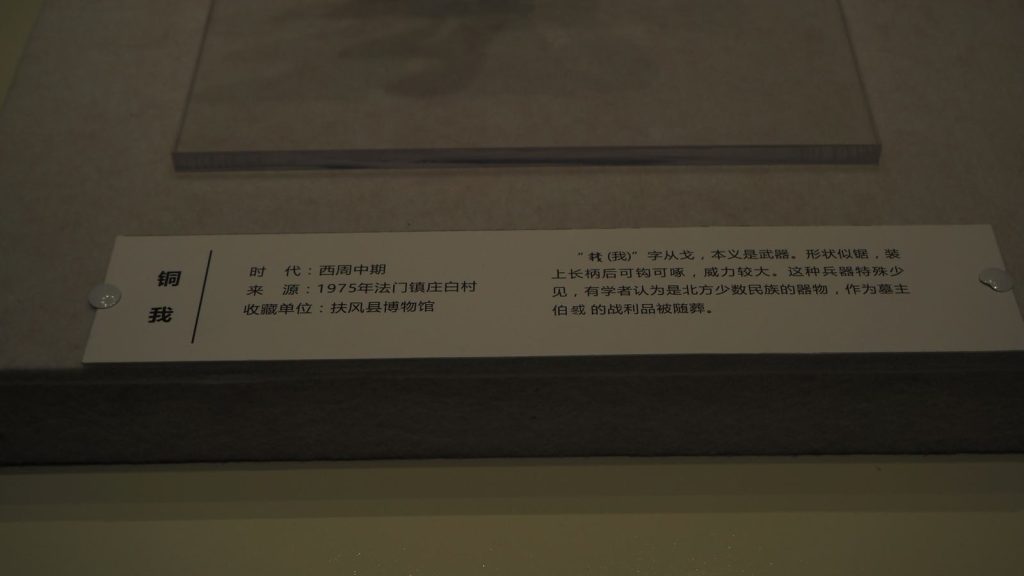 铜我
时 代：西周中期
来 源：1975年法门镇庄白村
收藏单位：扶风县博物馆
“ (我)”字从戈，本义是武器。形状似锯，装
上长柄后可钩可啄，威力较大。这种兵器特殊少
见，有学者认为是北方少数民族的器物，作为墓主
伯𢦚的战利品被随葬。